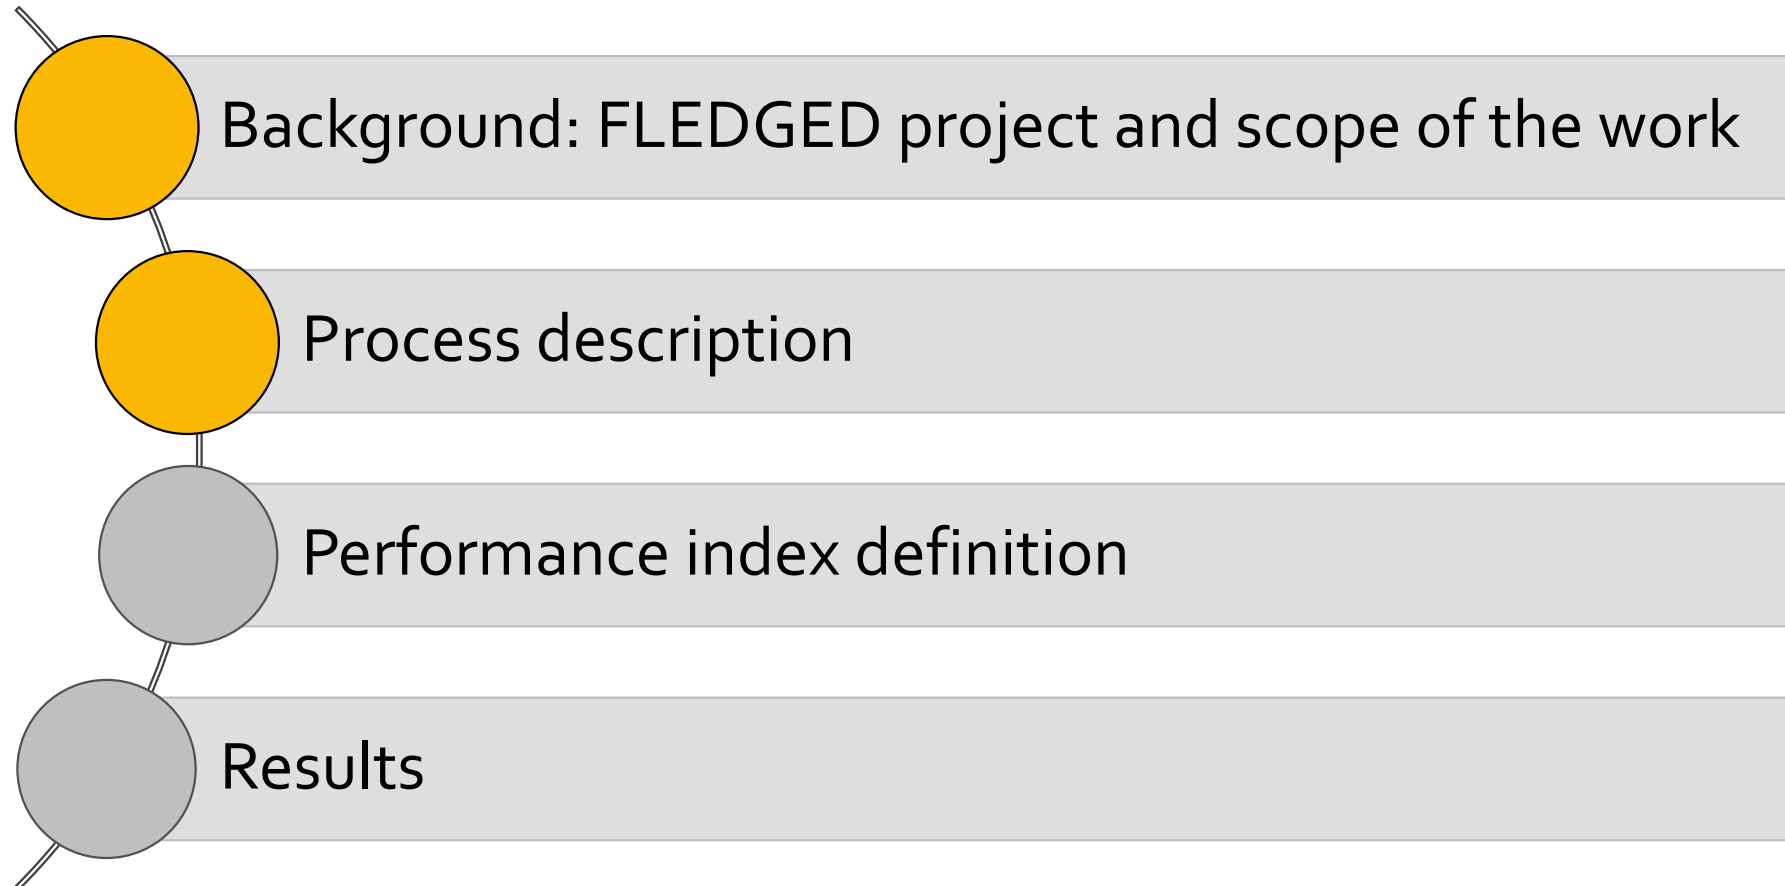 Background: FLEDGED project and scope of the work
Process description
Performance index definition
Results